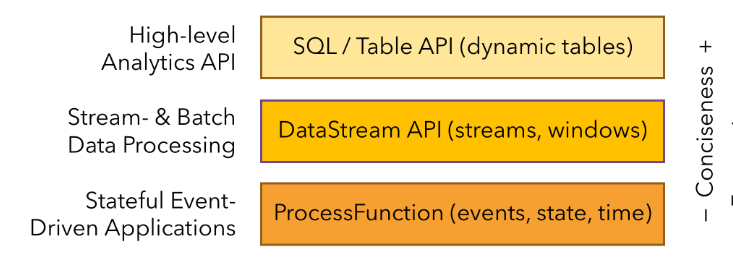 High-level
Analytics API
SQL / Table API (dynamic tables)
Stream- & Batch
Data Processing
DataStream API (streams, windows)
Stateful Event-
Driven Applications
ProcessFunction (events, state, time)
– Conciseness +